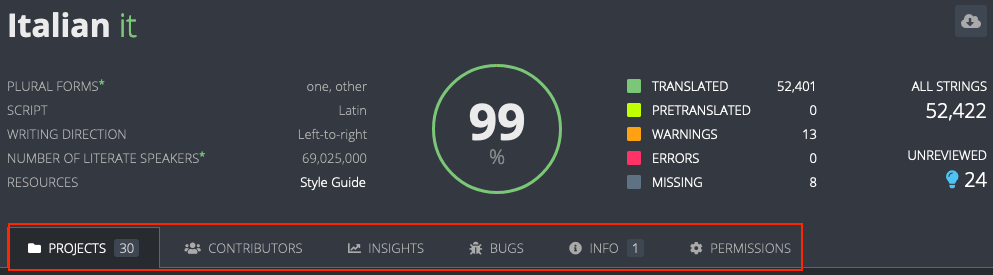 Italian it
PLURAL FORMS* one, other
SCRIPT Latin
WRITING DIRECTION Left-to-right
NUMBER OF LITERATE SPEAKERS* 69,025,000
RESOURCES Style Guide
99
%
TRANSLATED 52,401
PRETRANSLATED 0
WARNINGS 13
ERRORS 0
MISSING 8
ALL STRINGS
52,422
UNREVIEWED
24
PROJECTS 30 CONTRIBUTORS INSIGHTS BUGS INFO 1 PERMISSIONS